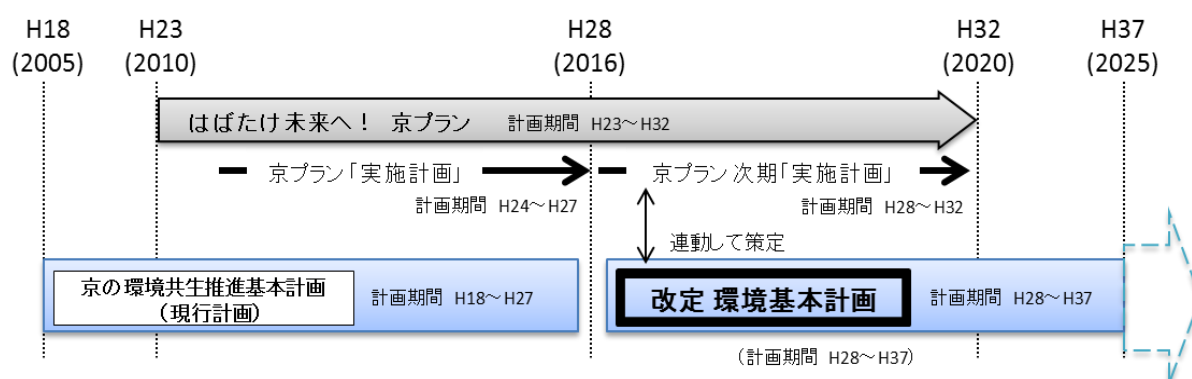 H18
(2005)
H23
(2010)
H28
(2016)
H32
(2020)
H37
(2025)
はばたけ未来へ！ 京プラン 計画期間 H23～H32
京プラン「実施計画」
計画期間 H24～H27
京プラン 次期「実施計画」
計画期間 H28～H32
連動して策定
京の環境共生推進基本計画
（現行計画）
計画期間 H18～H27
改定 環境基本計画
計画期間 H28～H37
（計画期間 H28～H37）